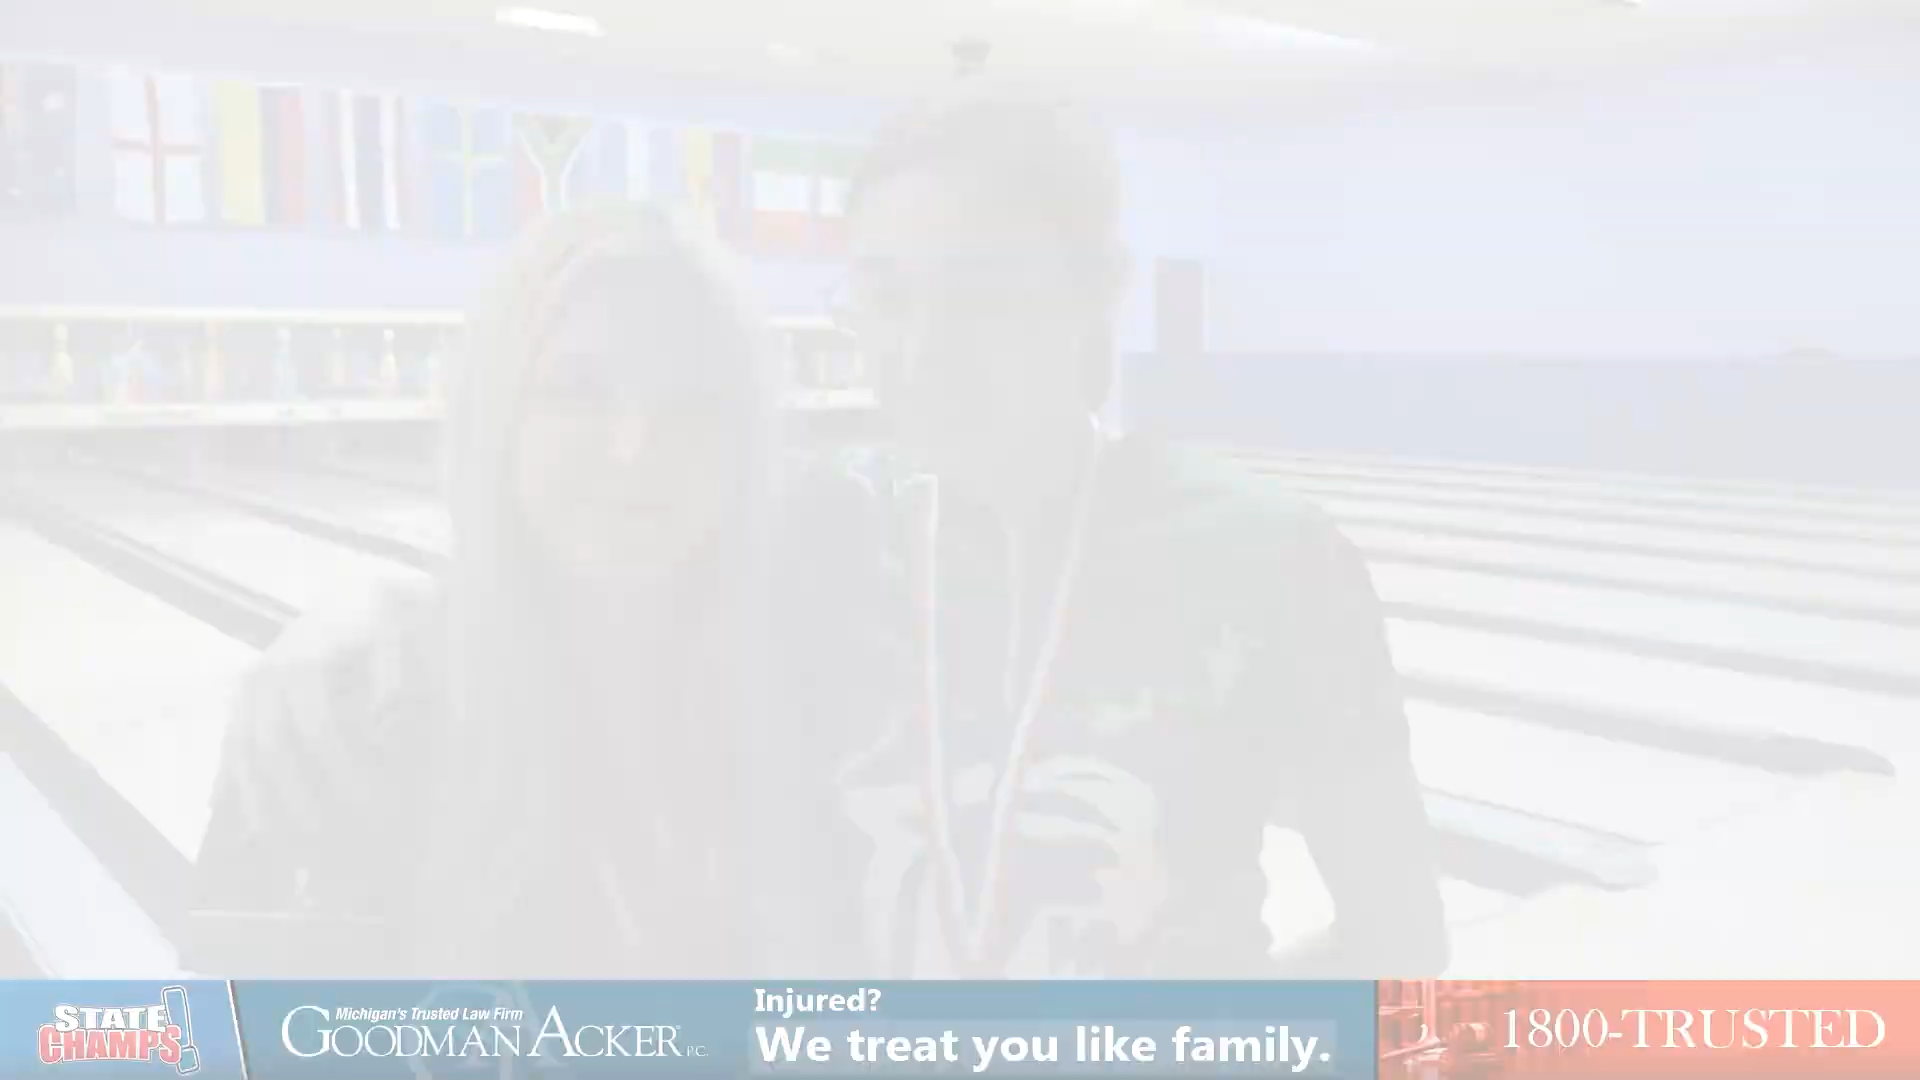 STATE
CHAMPS!
Michigan's Trusted Law Firm
GOODMAN ACKER P.C.
Injured?
We treat you like family.
1800-TRUSTED